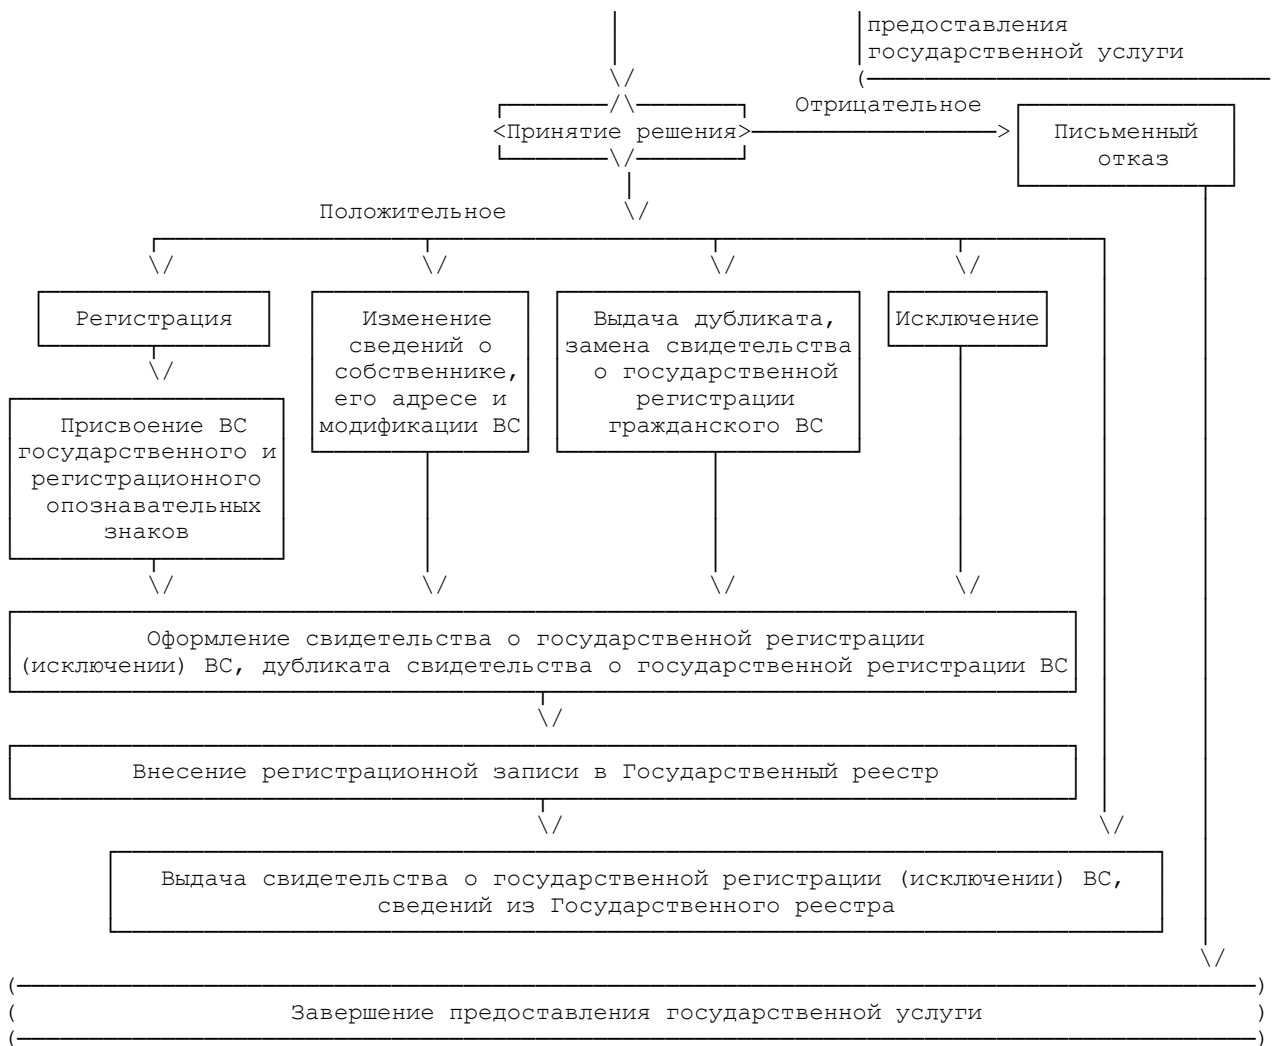 предоставления
государственной услуги
Отрицательное
<Принятие решения>
Письменный
отказ
Положительное
Регистрация
Присвоение ВС
государственного и
регистрационного
опознавательных
знаков
Изменение
сведений о
собственнике,
его адресе и
модификации ВС
Выдача дубликата,
замена свидетельства
о государственной
регистрации
гражданского ВС
Исключение
Оформление свидетельства о государственной регистрации
(исключении) ВС, дубликата свидетельства о государственной регистрации ВС
Внесение регистрационной записи в Государственный реестр
Выдача свидетельства о государственной регистрации (исключении) ВС,
сведений из Государственного реестра
Завершение предоставления государственной услуги